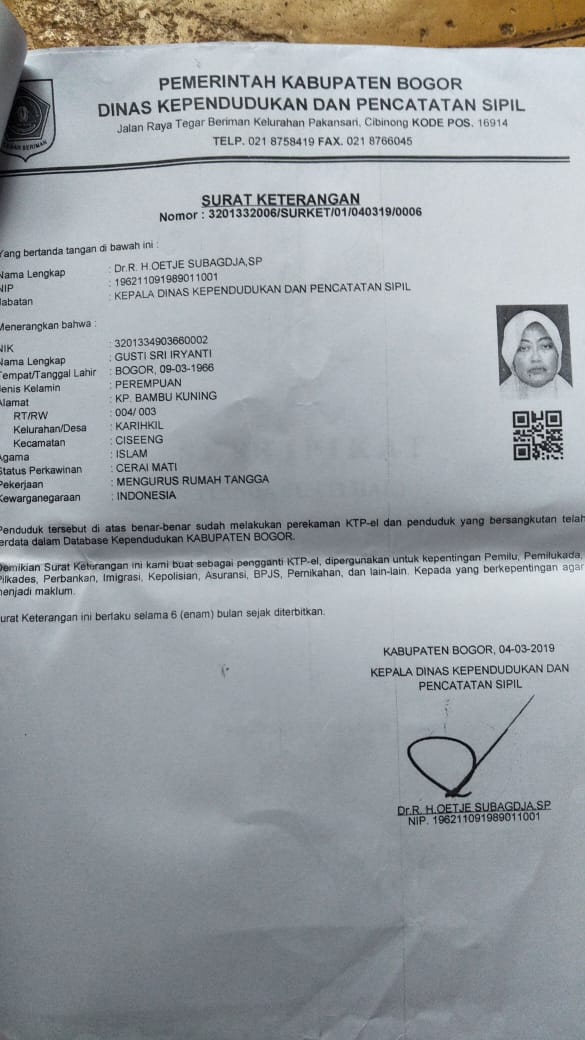 PEMERINTAH KABUPATEN BOGOR
DINAS KEPENDUDUKAN DAN PENCATATAN SIPIL
Jalan Raya Tegar Beriman Kelurahan Pakansari, Cibinong KODE POS. 16914
TELP. 021 8758419 FAX. 021 8766045
SURAT KETERANGAN
Nomor : 3201332006/SURKET/01/040319/0006
Yang bertanda tangan di bawah ini :
Nama Lengkap : Dr.R. H.OETJE SUBAGDJA,SP
NIP : 196211091989011001
Jabatan : KEPALA DINAS KEPENDUDUKAN DAN PENCATATAN SIPIL
Menerangkan bahwa :
NIK : 3201334903660002
Nama Lengkap : GUSTI SRI IRYANTI
Tempat/Tanggal Lahir : BOGOR, 09-03-1966
Jenis Kelamin : PEREMPUAN
Alamat : KP. BAMBU KUNING
RT/RW : 004/ 003
Kelurahan/Desa : KARIHKIL
Kecamatan : CISEENG
Agama : ISLAM
Status Perkawinan : CERAI MATI
Pekerjaan : MENGURUS RUMAH TANGGA
Kewarganegaraan : INDONESIA
Penduduk tersebut di atas benar-benar sudah melakukan perekaman KTP-el dan penduduk yang bersangkutan telah
terdata dalam Database Kependudukan KABUPATEN BOGOR.
Demikian Surat Keterangan ini kami buat sebagai pengganti KTP-el, dipergunakan untuk kepentingan Pemilu, Pemilukada,
Pilkades, Perbankan, Imigrasi, Kepolisian, Asuransi, BPJS, Pernikahan, dan lain-lain. Kepada yang berkepentingan agar
menjadi maklum.
Surat Keterangan ini berlaku selama 6 (enam) bulan sejak diterbitkan.
KABUPATEN BOGOR, 04-03-2019
KEPALA DINAS KEPENDUDUKAN DAN
PENCATATAN SIPIL
Dr.R. H.OETJE SUBAGDJA,SP
NIP. 196211091989011001